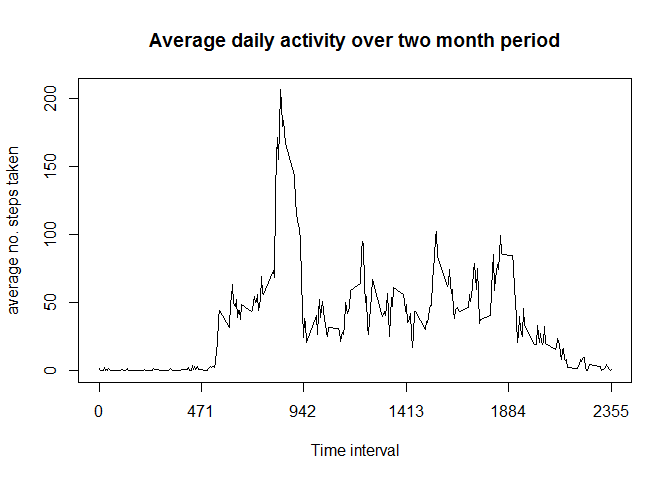 Average daily activity over two month period
average no. steps taken
200
150
100
50
0
0 471 942 1413 1884 2355
Time interval